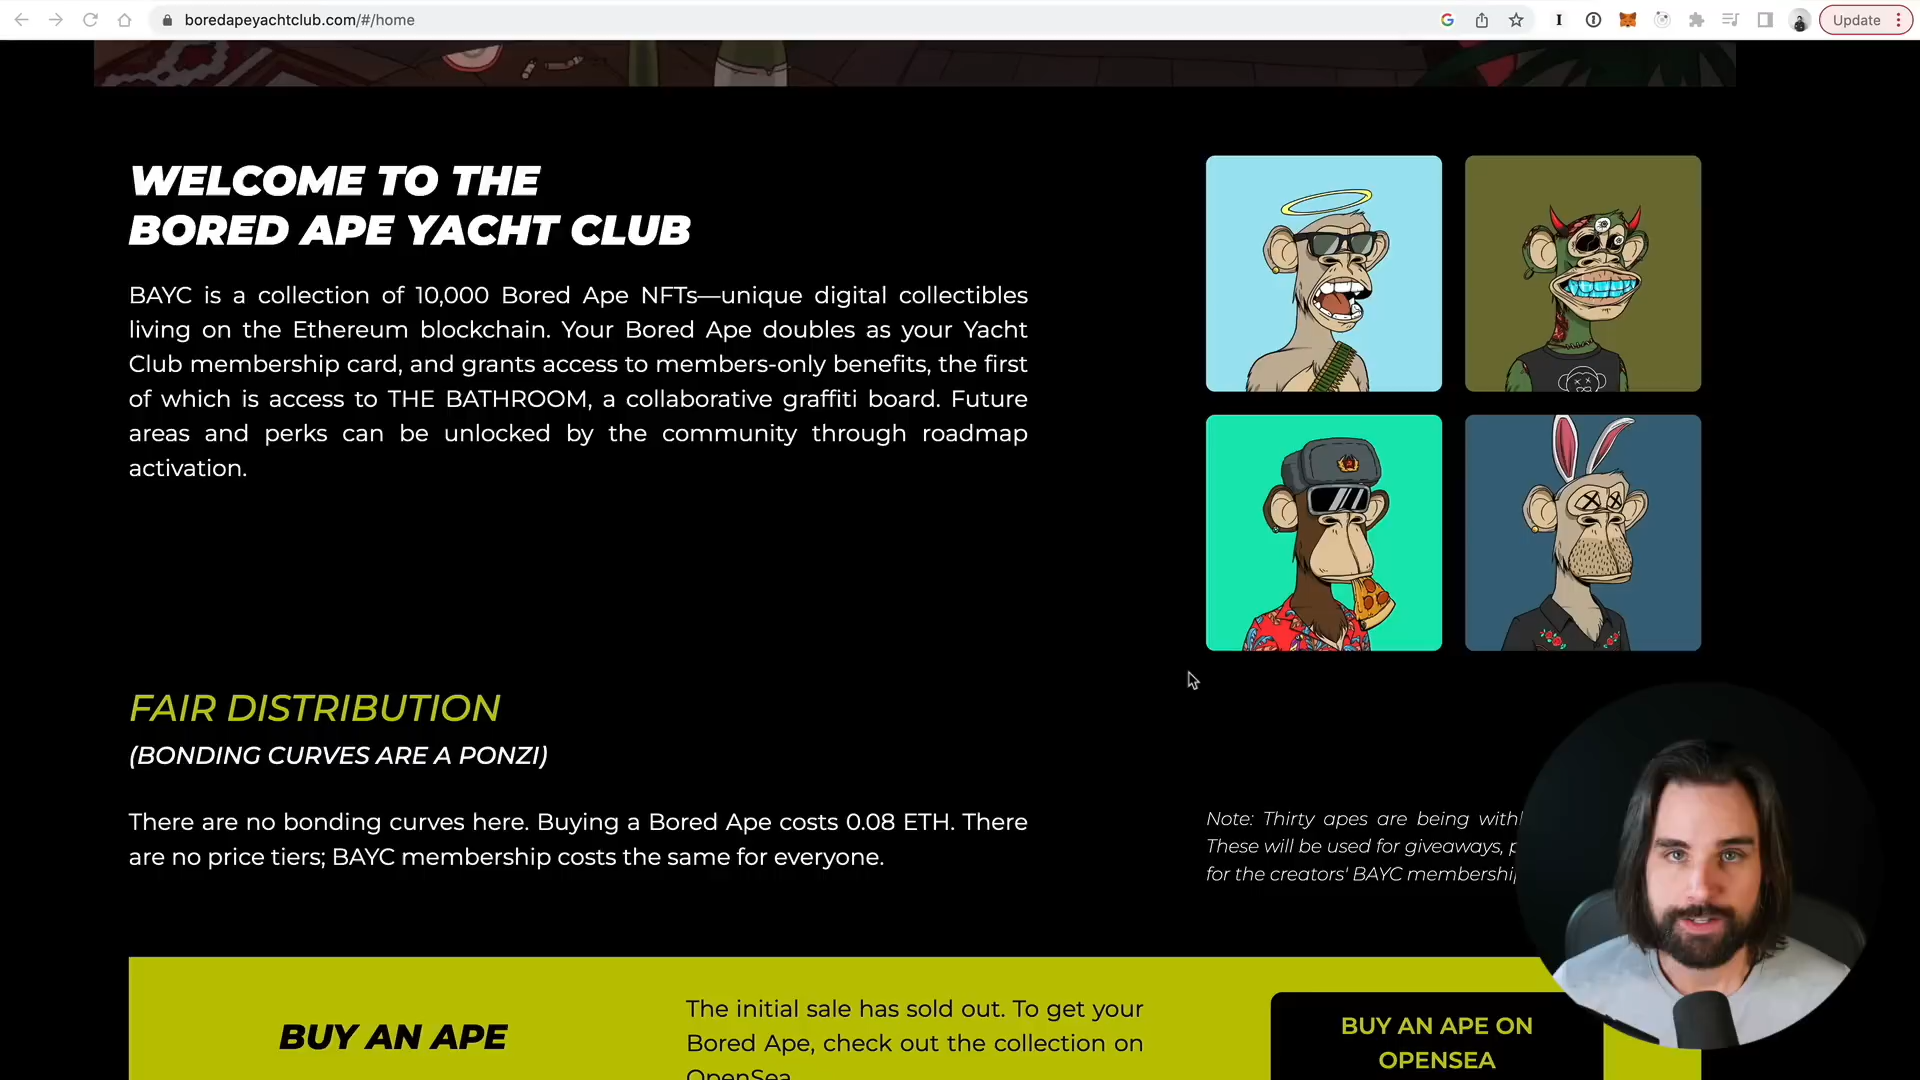 boredapeyachtclub.com/#/home
Update
WELCOME TO THE
BORED APE YACHT CLUB
BAYC is a collection of 10,000 Bored Ape NFTs—unique digital collectibles
living on the Ethereum blockchain. Your Bored Ape doubles as your Yacht
Club membership card, and grants access to members-only benefits, the first
of which is access to THE BATHROOM, a collaborative graffiti board. Future
areas and perks can be unlocked by the community through roadmap
activation.
FAIR DISTRIBUTION
(BONDING CURVES ARE A PONZI)
There are no bonding curves here. Buying a Bored Ape costs 0.08 ETH. There
are no price tiers; BAYC membership costs the same for everyone.
Note: Thirty apes are being
These will be used for giveaways,
for the creators' BAYC
BUY AN APE
The initial sale has sold out. To get your
Bored Ape, check out the collection on
OpenSea.
BUY AN APE ON
OPENSEA